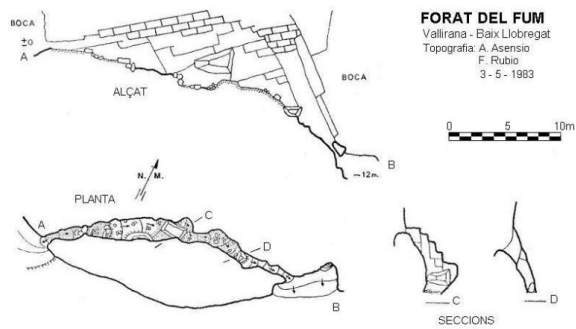 FORAT DEL FUM
Vallirana - Baix Llobregat
Topografia: A. Asensio
F. Rubio
3 - 5 - 1983
BOCA
±0
A
ALÇAT
BOCA
B
-12m.
0 5 10m
N. M.
PLANTA
A
C
D
B
C
D
SECCIONS